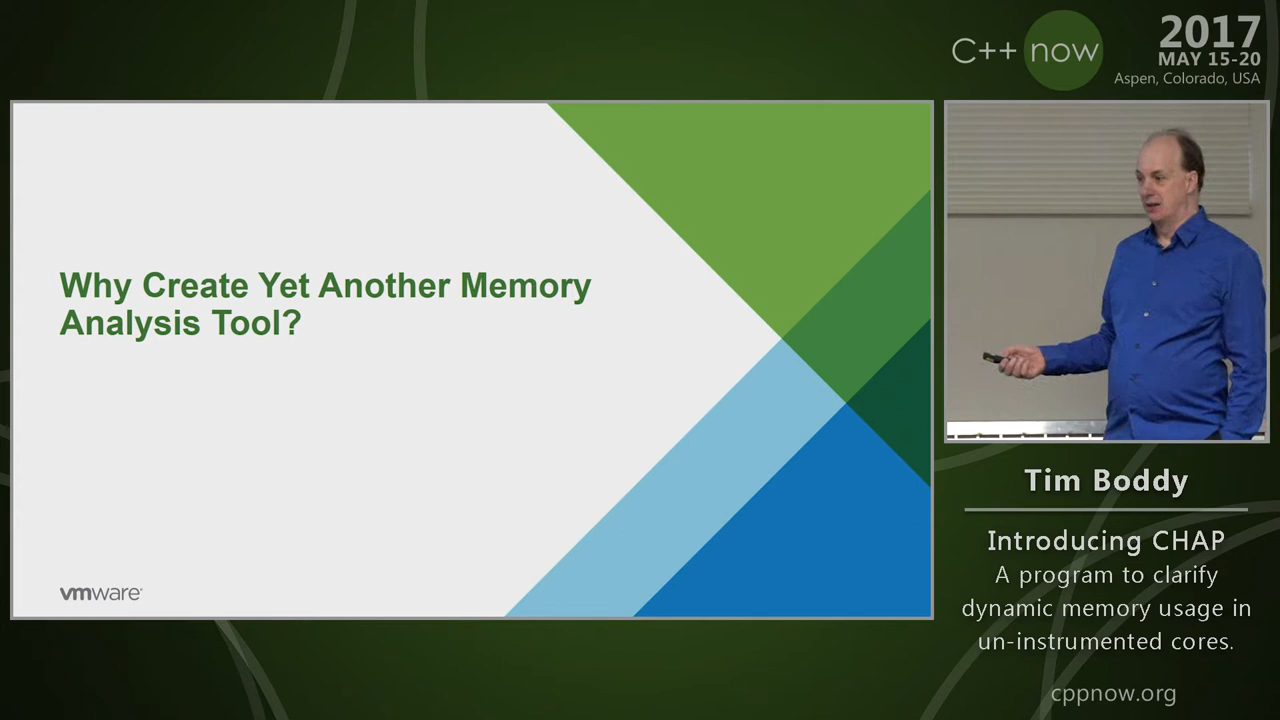 C++ now
2017
MAY 15-20
Aspen, Colorado, USA
Why Create Yet Another Memory
Analysis Tool?
vmware
Tim Boddy
Introducing CHAP
A program to clarify
dynamic memory usage in
un-instrumented cores.
cppnow.org